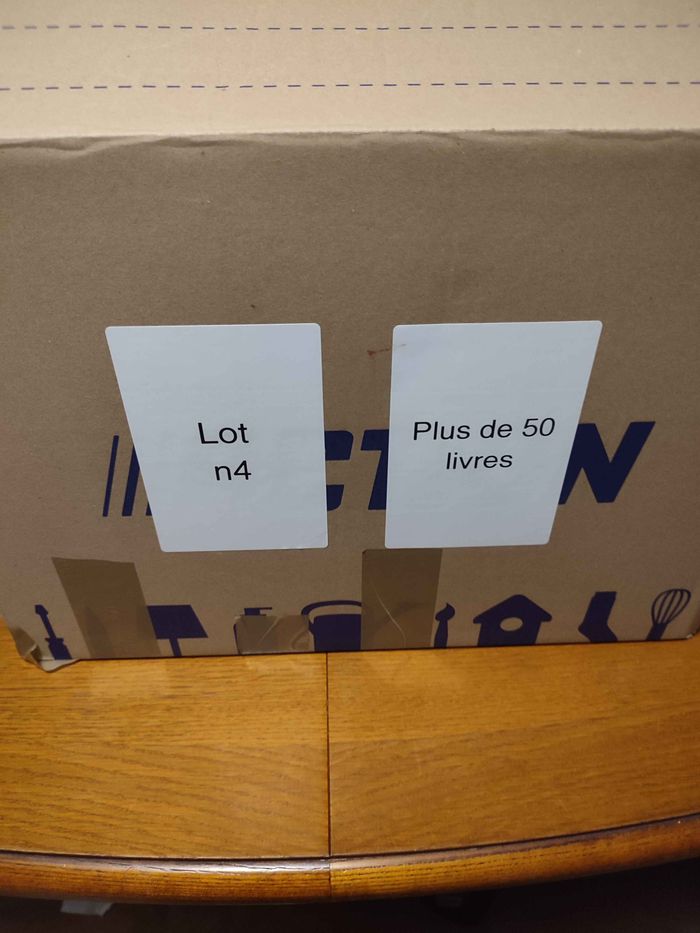 Lot
n4
Plus de 50
livres